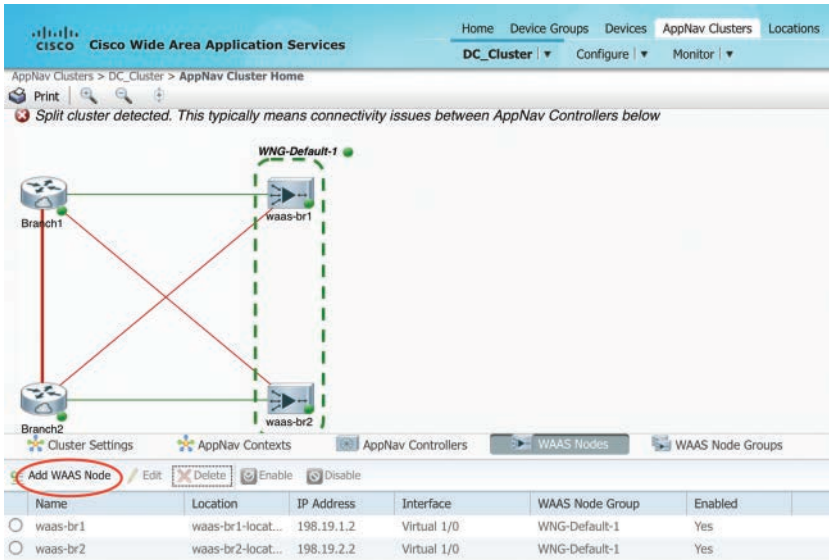 Home Device Groups Devices AppNav Clusters Locations
CISCO Cisco Wide Area Application Services
DC_Cluster ▼ Configure ▼ Monitor ▼
AppNav Clusters > DC_Cluster > AppNav Cluster Home
Print
Split cluster detected. This typically means connectivity issues between AppNav Controllers below
WNG-Default-1
Branch1
waas-br1
Branch2
waas-br2
Cluster Settings AppNav Contexts AppNav Controllers WAAS Nodes WAAS Node Groups
Add WAAS Node Edit Delete Enable Disable
Name Location IP Address Interface WAAS Node Group Enabled
waas-br1 waas-br1-locat... 198.19.1.2 Virtual 1/0 WNG-Default-1 Yes
waas-br2 waas-br2-locat... 198.19.2.2 Virtual 1/0 WNG-Default-1 Yes